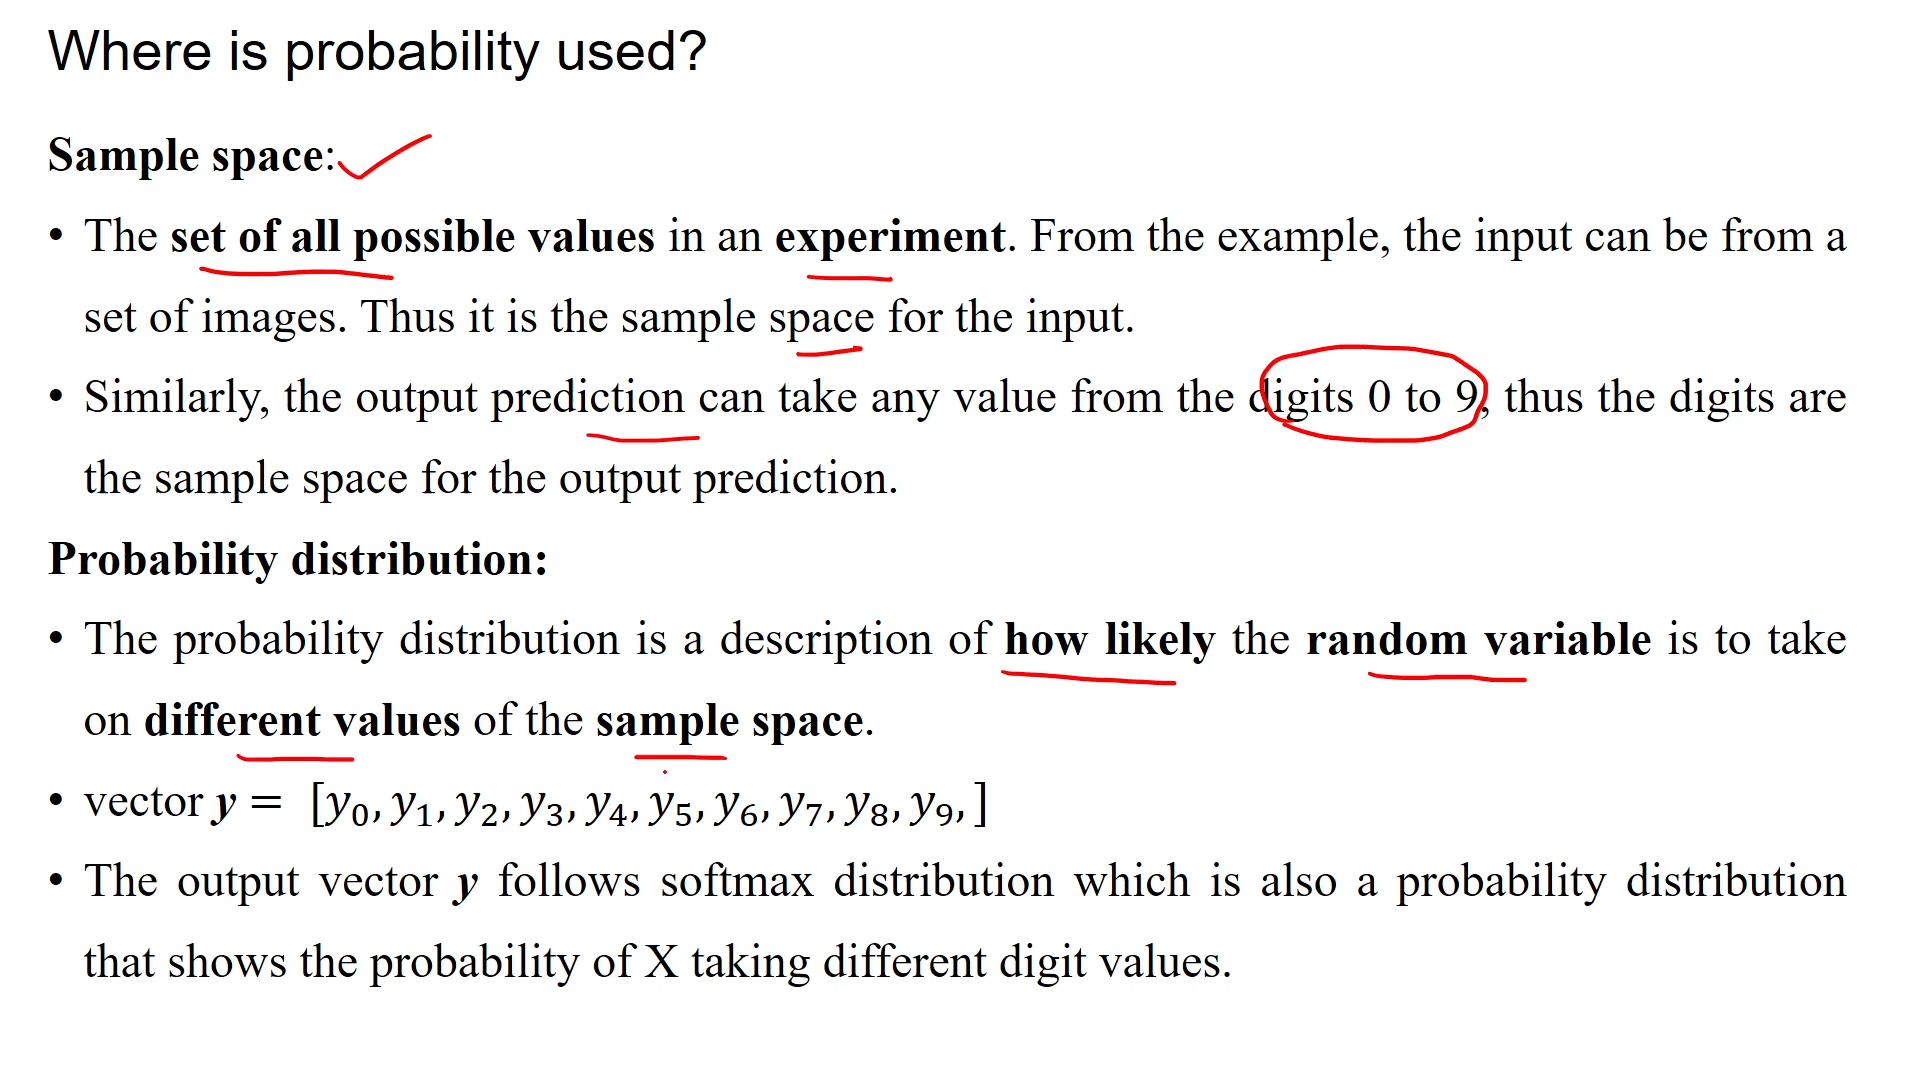 Where is probability used?
Sample space:
• The set of all possible values in an experiment. From the example, the input can be from a
set of images. Thus it is the sample space for the input.
• Similarly, the output prediction can take any value from the digits 0 to 9, thus the digits are
the sample space for the output prediction.
Probability distribution:
• The probability distribution is a description of how likely the random variable is to take
on different values of the sample space.
• vector y = [y₀, y₁, y₂, y₃, y₄, y₅, y₆, y₇, y₈, y₉, ]
• The output vector y follows softmax distribution which is also a probability distribution
that shows the probability of X taking different digit values.